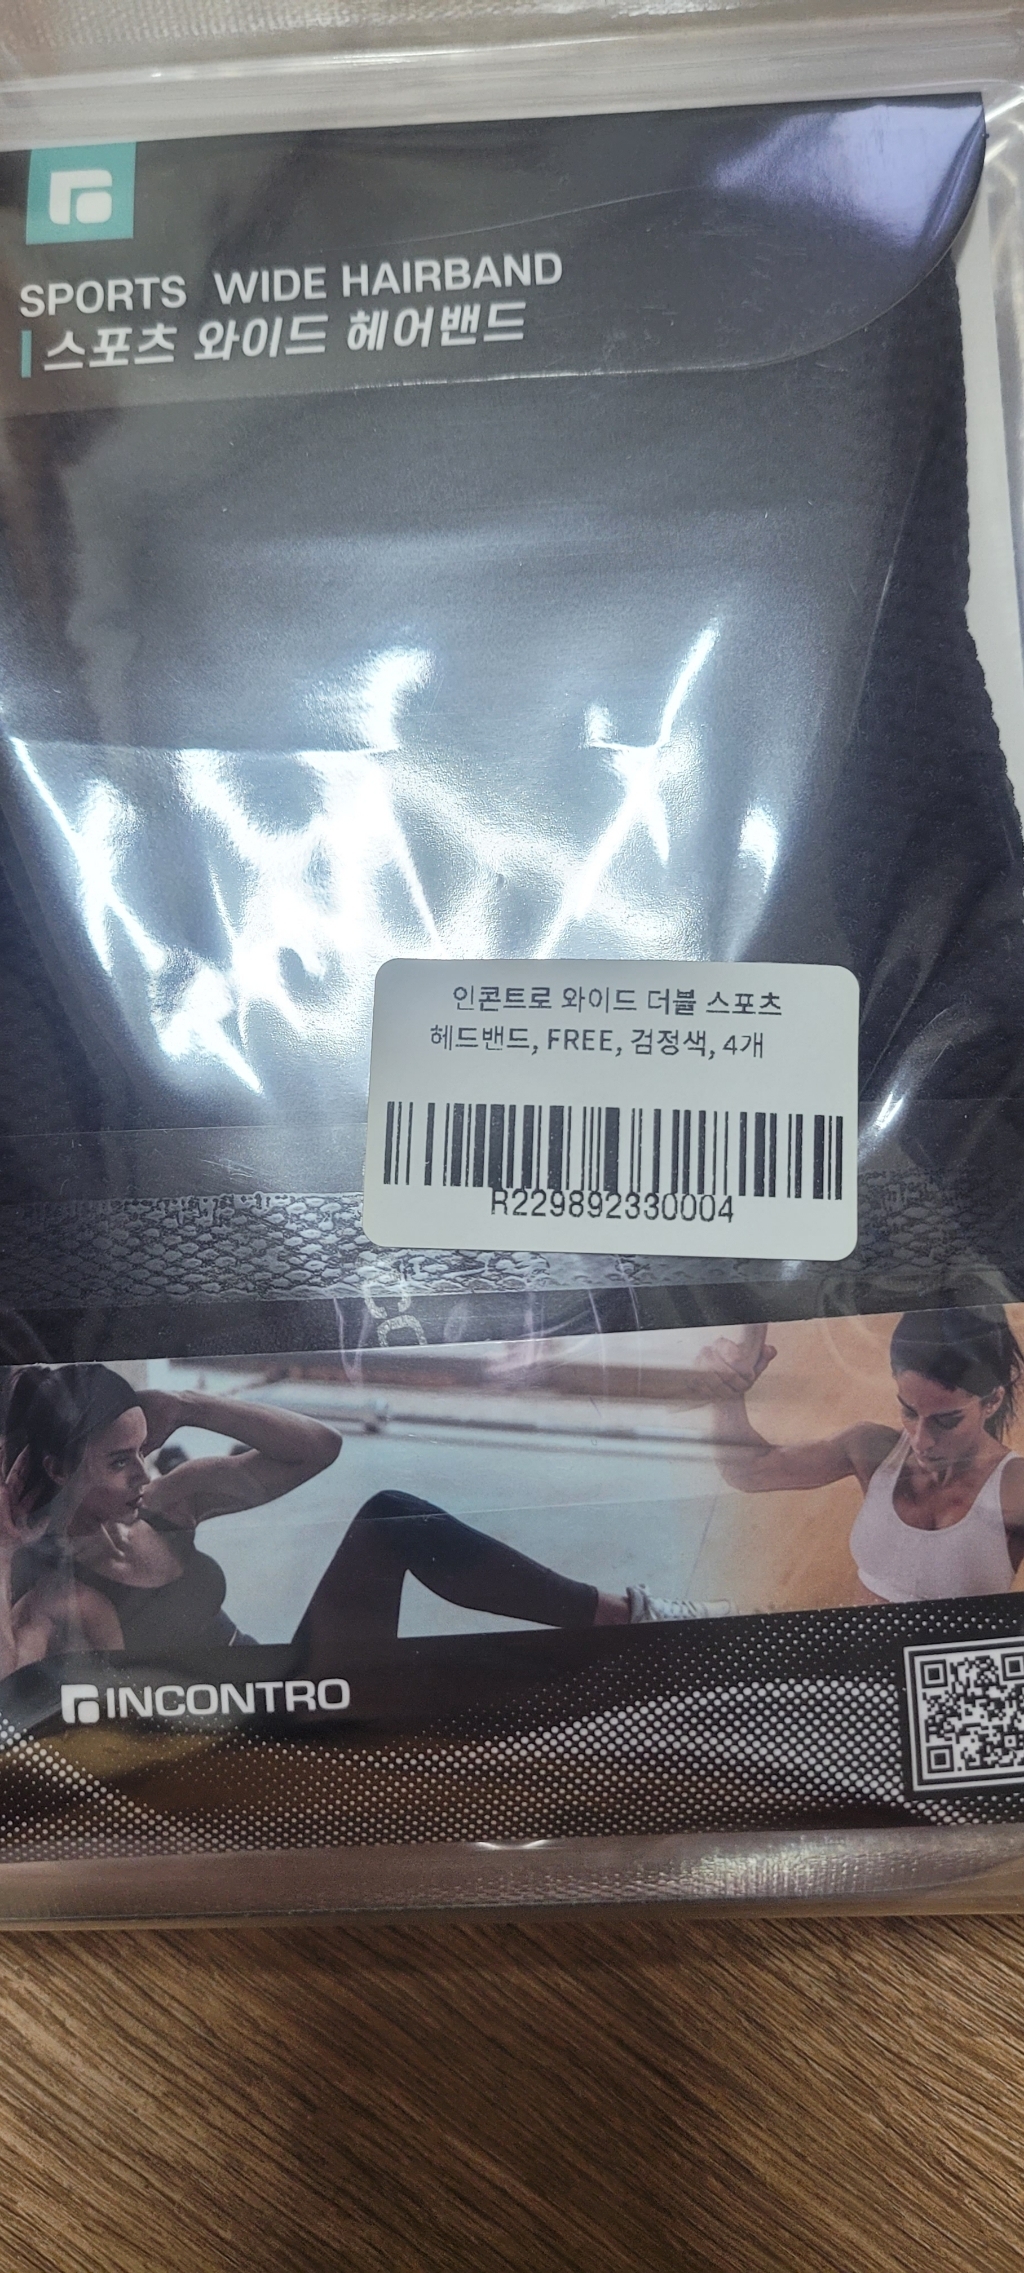 SPORTS WIDE HAIRBAND
스포츠 와이드 헤어밴드
인콘트로 와이드 더블 스포츠
헤드밴드, FREE, 검정색, 4개
R229892330004
INCONTRO